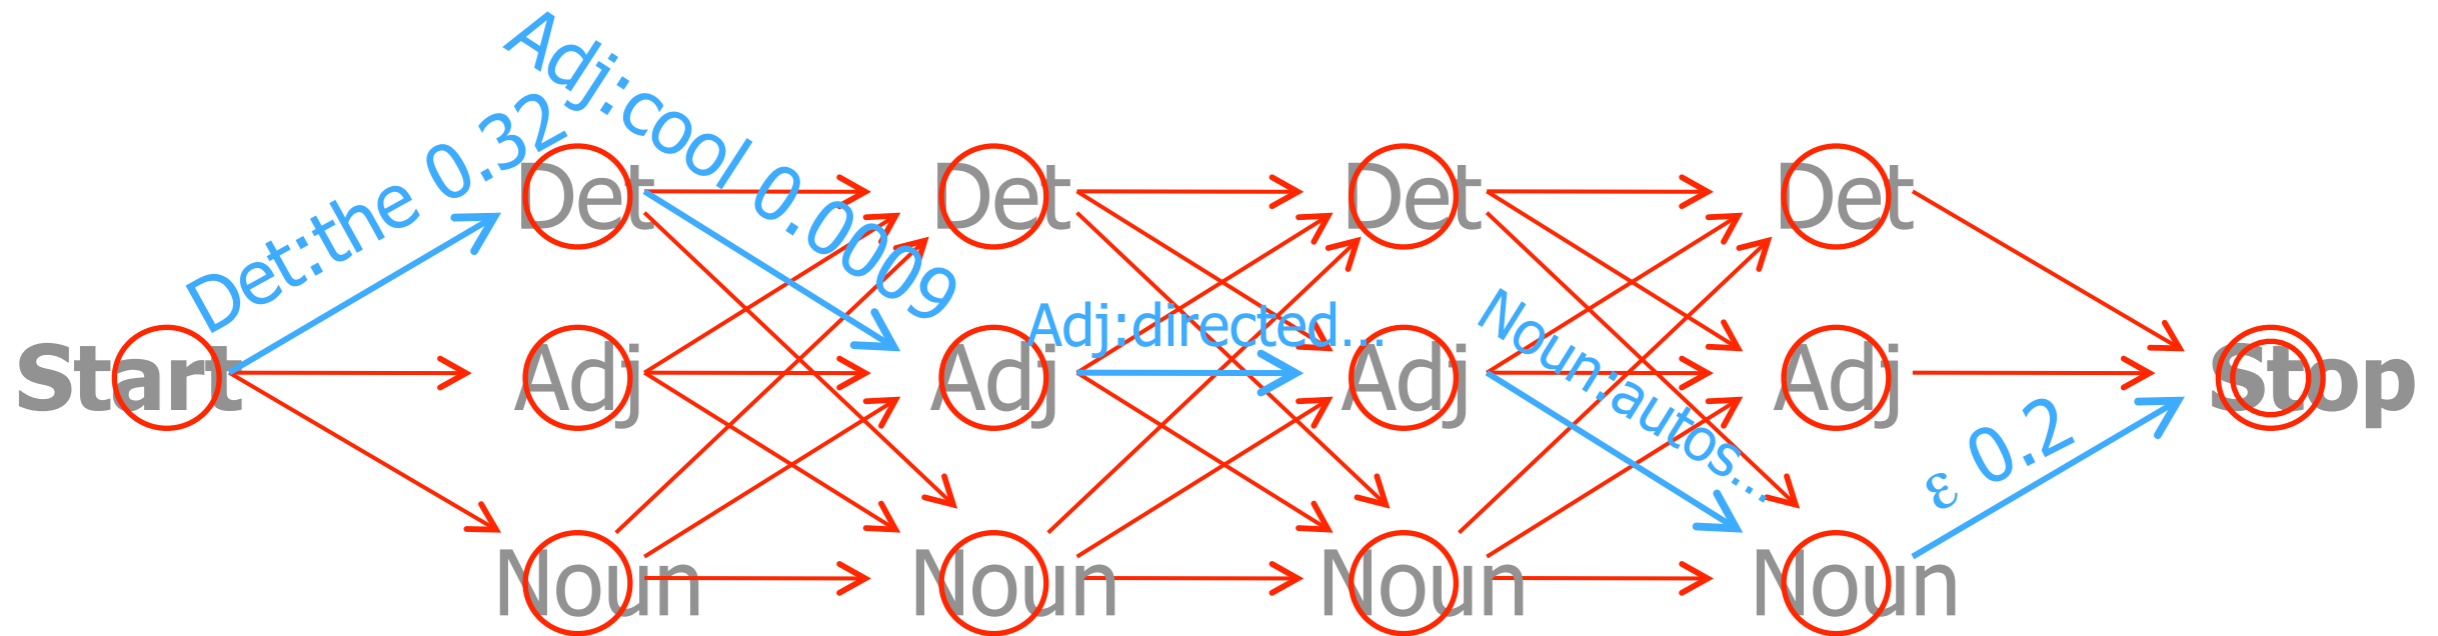 Adj:cool 0.0009
Det:the 0.32
Det Det Det Det
Adj:directed...
Noun:autos...
Start Adj Adj Adj Adj Stop
ε 0.2
Noun Noun Noun Noun